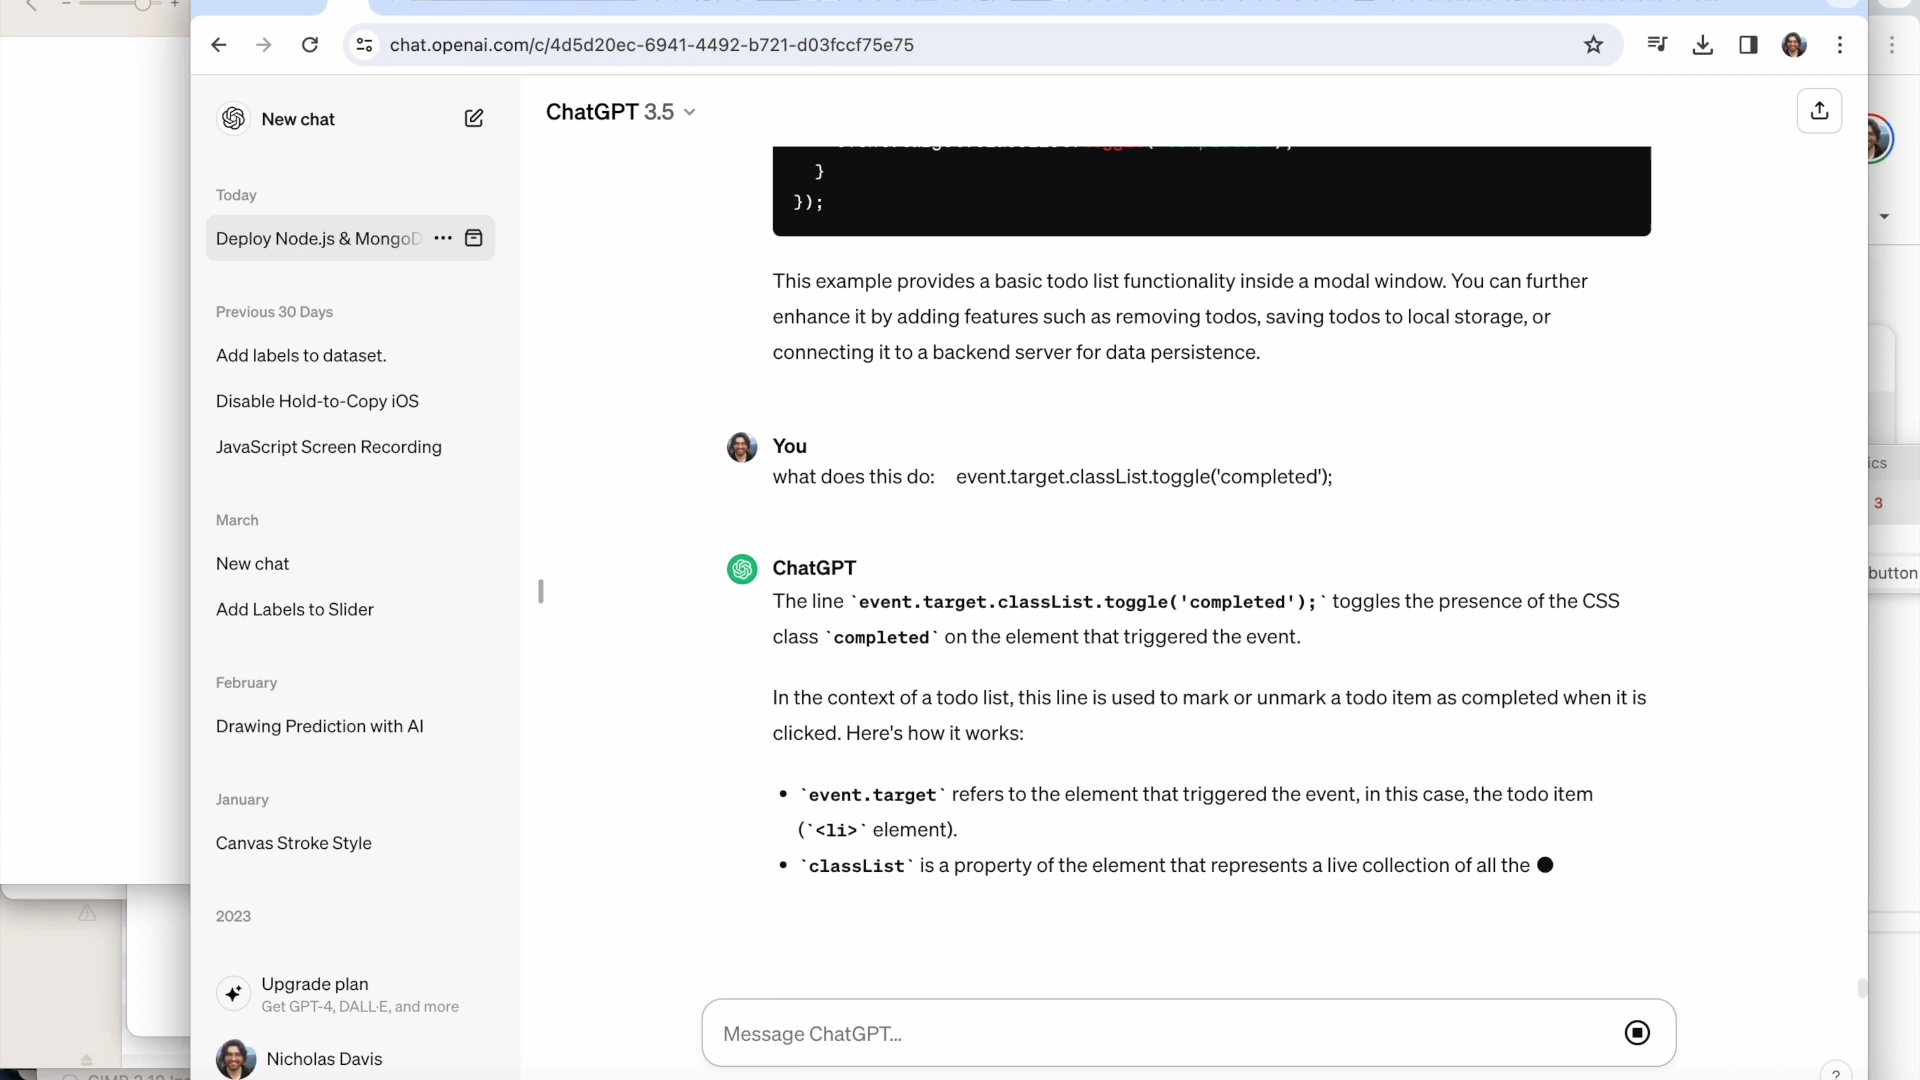 chat.openai.com/c/4d5d20ec-6941-4492-b721-d03fccf75e75
New chat
ChatGPT 3.5
Today
Deploy Node.js & MongoD
Previous 30 Days
Add labels to dataset.
Disable Hold-to-Copy iOS
JavaScript Screen Recording
March
New chat
Add Labels to Slider
February
Drawing Prediction with AI
January
Canvas Stroke Style
2023
Upgrade plan
Get GPT-4, DALL·E, and more
Nicholas Davis
}
});
This example provides a basic todo list functionality inside a modal window. You can further
enhance it by adding features such as removing todos, saving todos to local storage, or
connecting it to a backend server for data persistence.
You
what does this do: event.target.classList.toggle('completed');
ChatGPT
The line `event.target.classList.toggle('completed');` toggles the presence of the CSS
class `completed` on the element that triggered the event.
In the context of a todo list, this line is used to mark or unmark a todo item as completed when it is
clicked. Here's how it works:
• `event.target` refers to the element that triggered the event, in this case, the todo item
(`<li>` element).
• `classList` is a property of the element that represents a live collection of all the
Message ChatGPT...
?
ics
3
button